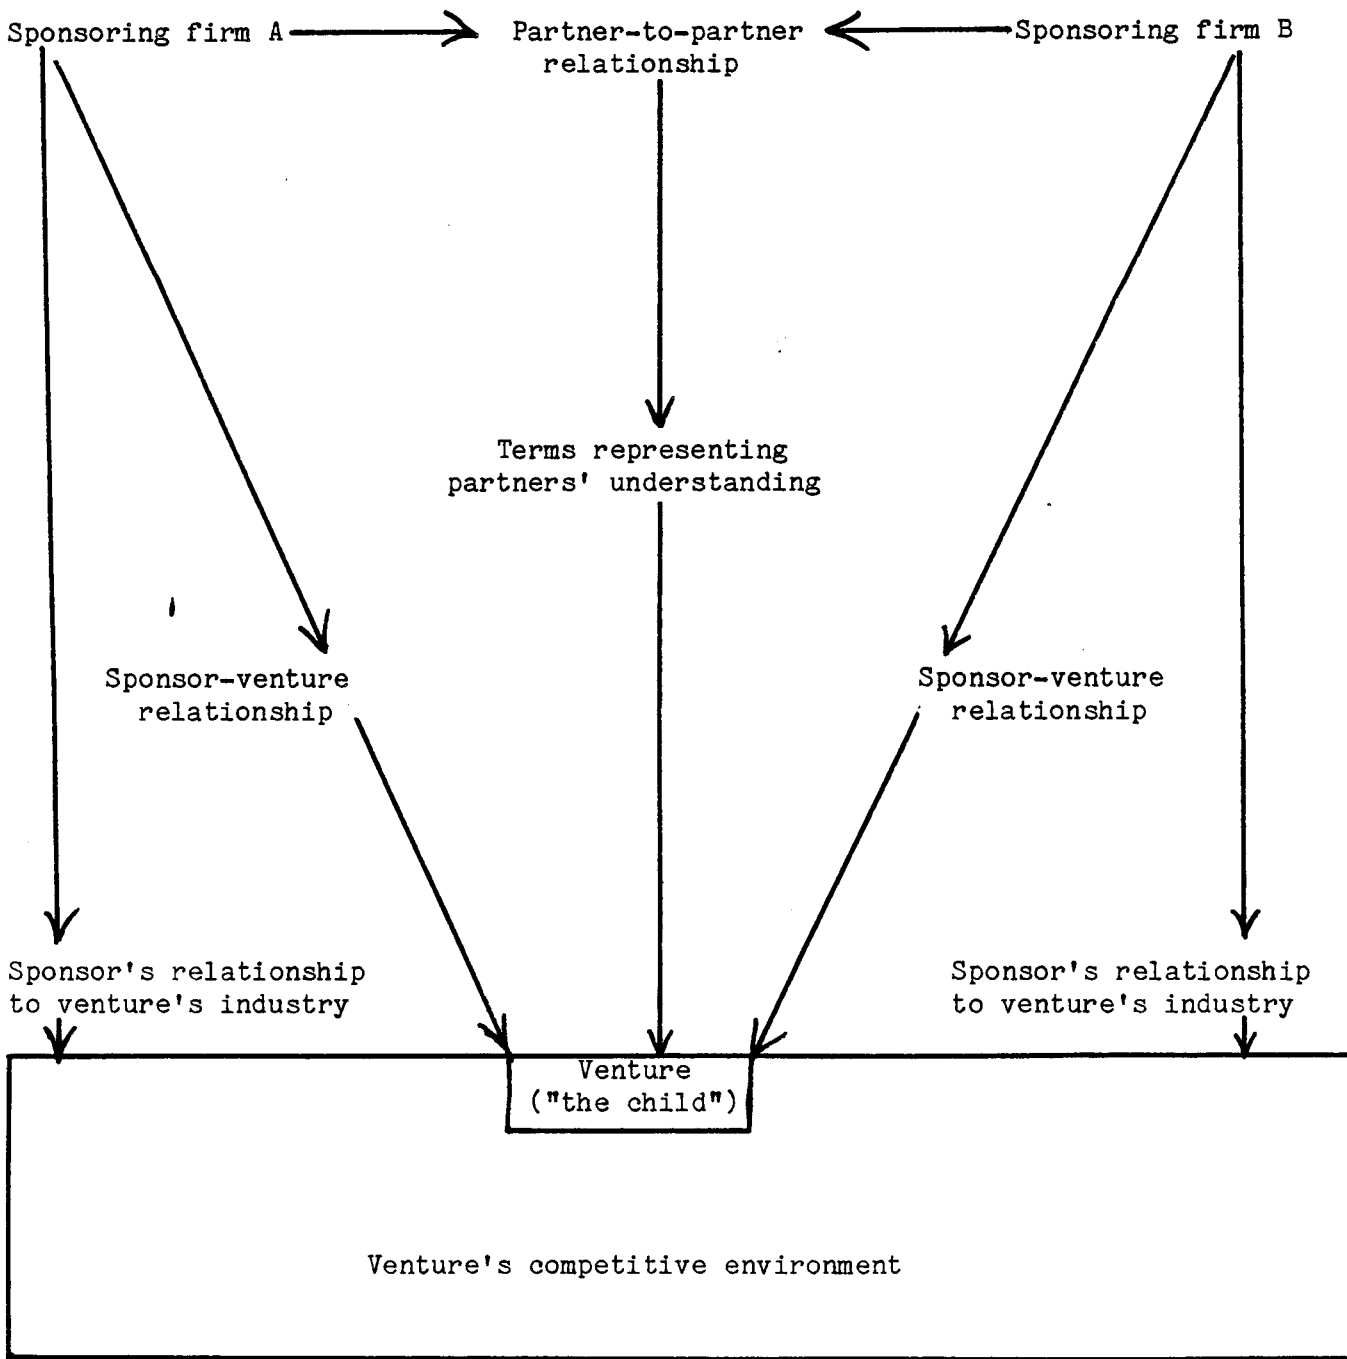 Sponsoring firm A
Partner-to-partner
relationship
Sponsoring firm B
Terms representing
partners' understanding
Sponsor-venture
relationship
Sponsor-venture
relationship
Sponsor's relationship
to venture's industry
Sponsor's relationship
to venture's industry
Venture
("the child")
Venture's competitive environment